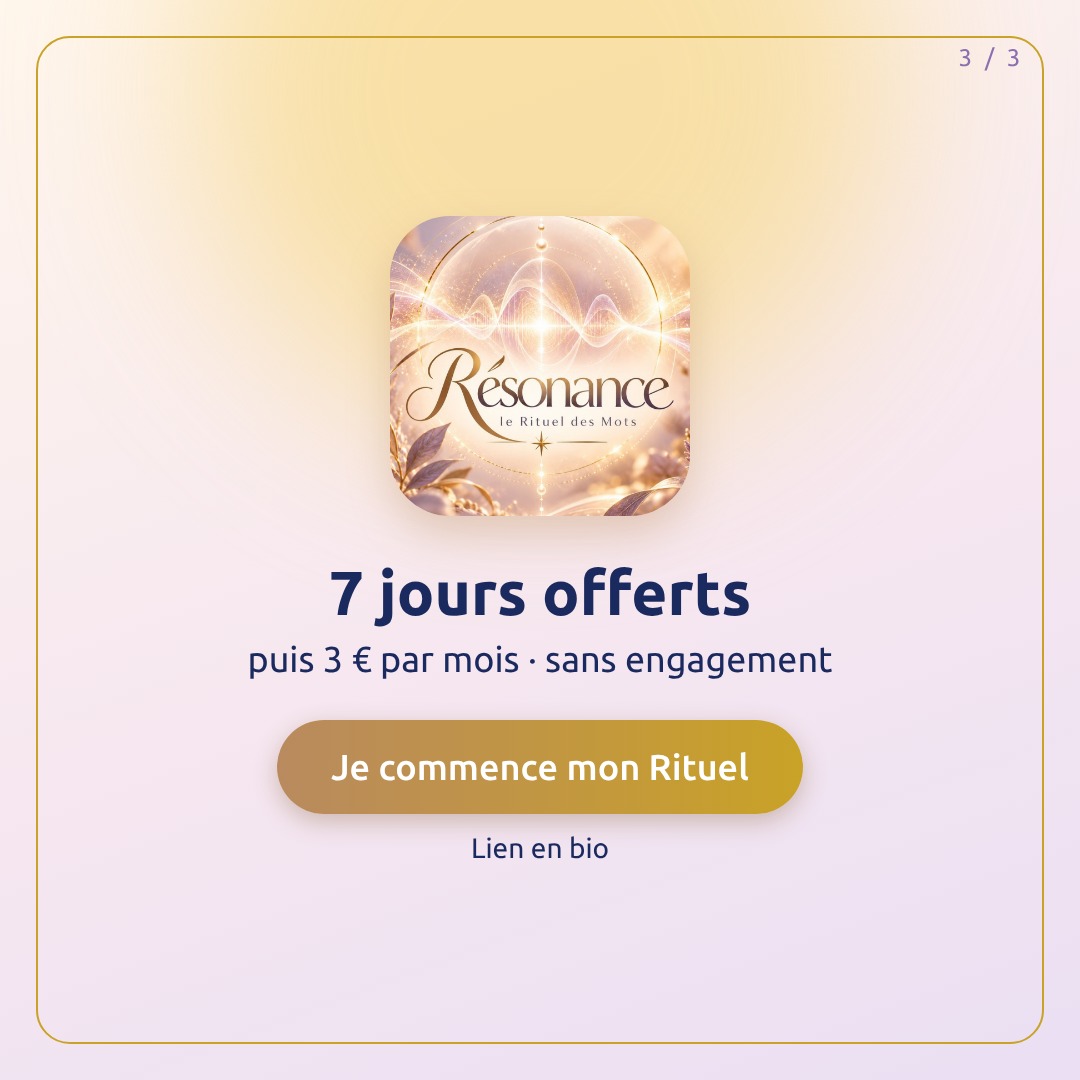 3 / 3
Résonance
le Rituel des Mots
7 jours offerts
puis 3 € par mois · sans engagement
Je commence mon Rituel
Lien en bio